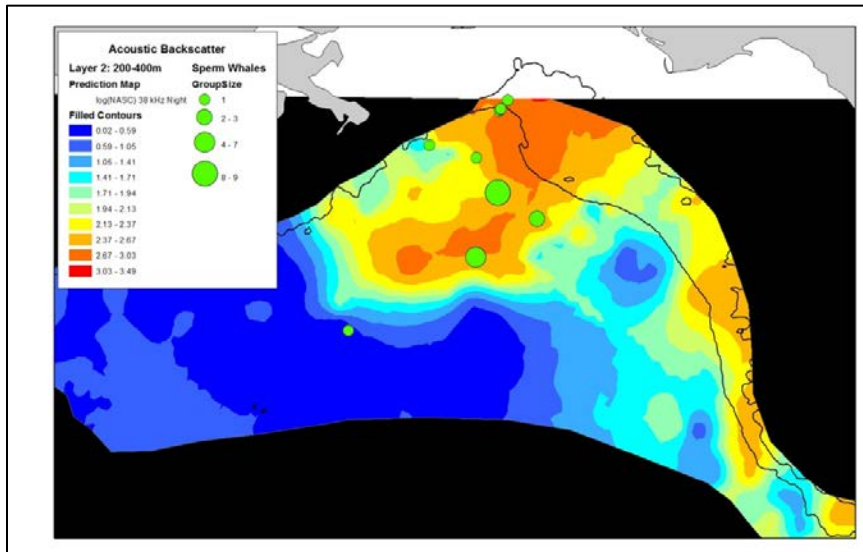 Acoustic Backscatter
Layer 2: 200-400m
Prediction Map
log(NASC) 38 kHz Night
Filled Contours
0.02 - 0.59
0.59 - 1.05
1.05 - 1.41
1.41 - 1.71
1.71 - 1.94
1.94 - 2.13
2.13 - 2.37
2.37 - 2.67
2.67 - 3.03
3.03 - 3.49
Sperm Whales
GroupSize
1
2 - 3
4 - 7
8 - 9